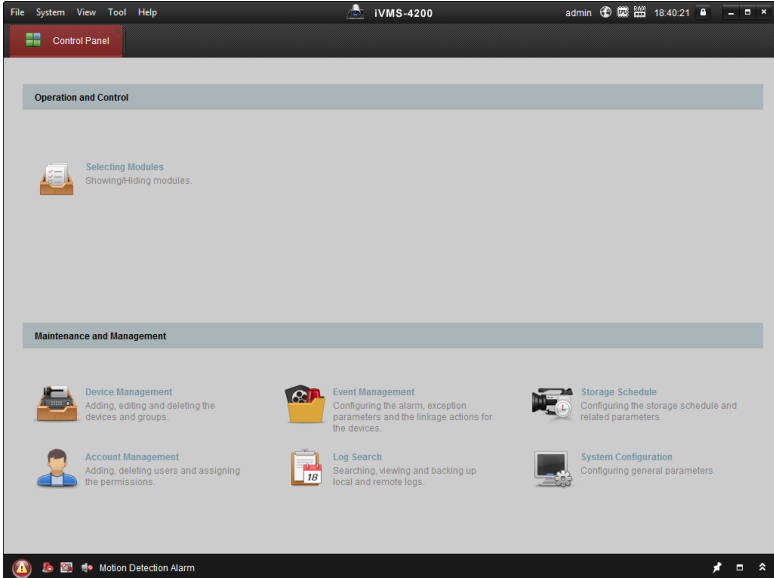 File System View Tool Help iVMS-4200 admin CPU RAM 18:40:21
Control Panel
Operation and Control
Selecting Modules
Showing/Hiding modules.
Maintenance and Management
Device Management
Adding, editing and deleting the
devices and groups.
Event Management
Configuring the alarm, exception
parameters and the linkage actions for
the devices.
Storage Schedule
Configuring the storage schedule and
related parameters.
Account Management
Adding, deleting users and assigning
the permissions.
18
Log Search
Searching, viewing and backing up
local and remote logs.
System Configuration
Configuring general parameters.
Motion Detection Alarm